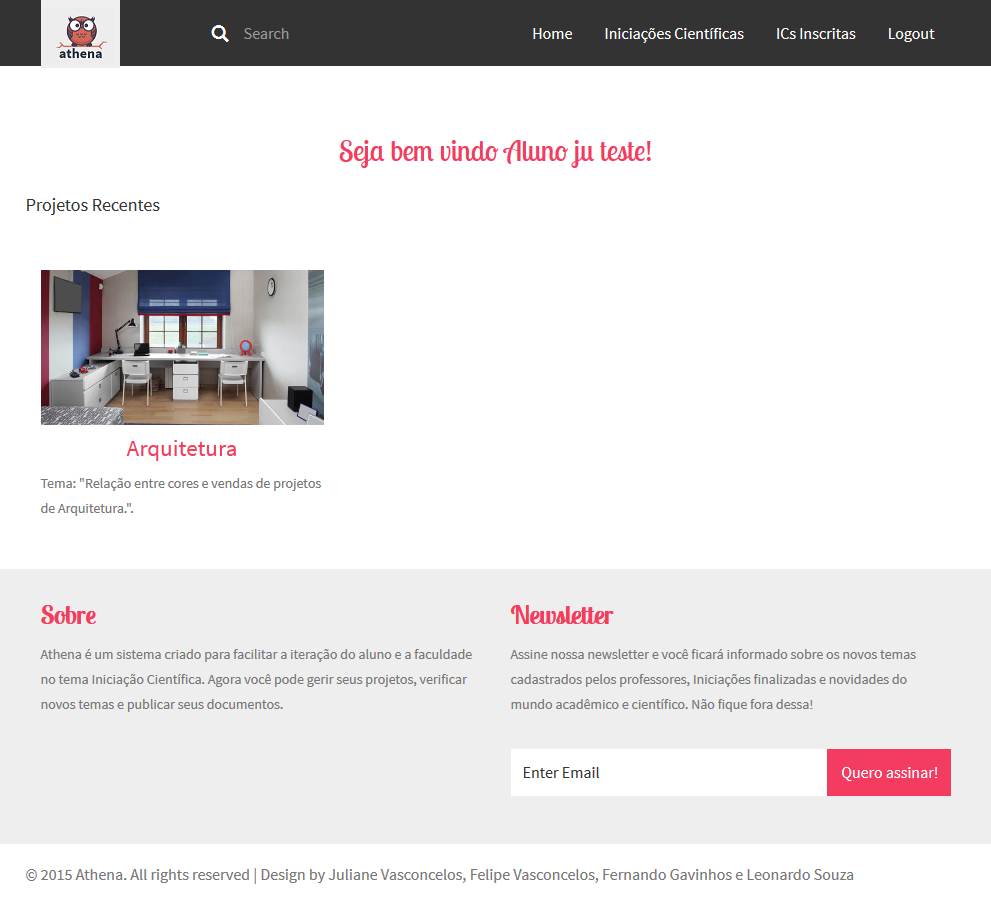 athena
Search
Home
Iniciações Científicas
ICs Inscritas
Logout
Seja bem vindo Aluno ju teste!
Projetos Recentes
Arquitetura
Tema: "Relação entre cores e vendas de projetos
de Arquitetura.".
Sobre
Athena é um sistema criado para facilitar a iteração do aluno e a faculdade
no tema Iniciação Científica. Agora você pode gerir seus projetos, verificar
novos temas e publicar seus documentos.
Newsletter
Assine nossa newsletter e você ficará informado sobre os novos temas
cadastrados pelos professores, Iniciações finalizadas e novidades do
mundo acadêmico e científico. Não fique fora dessa!
Enter Email
Quero assinar!
© 2015 Athena. All rights reserved | Design by Juliane Vasconcelos, Felipe Vasconcelos, Fernando Gavinhos e Leonardo Souza